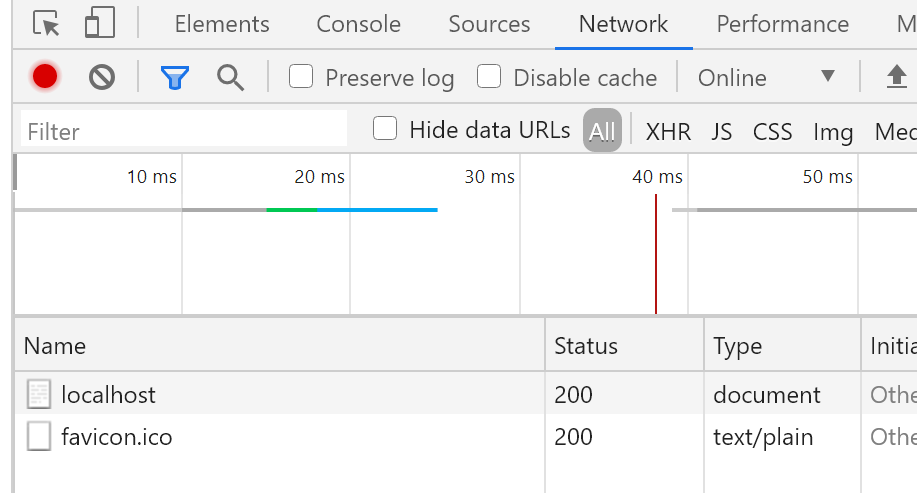 Elements Console Sources Network Performance M
Preserve log Disable cache Online
Filter Hide data URLs All XHR JS CSS Img Med
10 ms 20 ms 30 ms 40 ms 50 ms
Name Status Type Initia
localhost 200 document Othe
favicon.ico 200 text/plain Othe